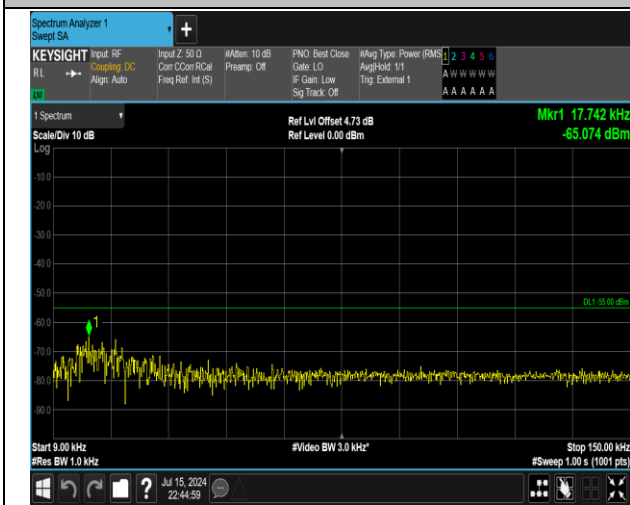 Spectrum Analyzer 1
Swept SA
+
KEYSIGHT
RL
Input: RF
Coupling: DC
Align: Auto
Input Z: 50 Ω
Corr CCorr RCal
Freq Ref: Int (S)
#Atten: 10 dB
Preamp: Off
PNO: Best Close
Gate: LO
IF Gain: Low
Sig Track: Off
#Avg Type: Power (RMS
Avg|Hold: 1/1
Trig: External 1
1 2 3 4 5 6
A W W W W W
A A A A A A
1 Spectrum
Scale/Div 10 dB
Log
Ref Lvl Offset 4.73 dB
Ref Level 0.00 dBm
Mkr1 17.742 kHz
-65.074 dBm
-10.0
-20.0
-30.0
-40.0
-50.0
DL1 -55.00 dBm
-60.0
1
-70.0
-80.0
-90.0
Start 9.00 kHz
#Res BW 1.0 kHz
#Video BW 3.0 kHz*
Stop 150.00 kHz
#Sweep 1.00 s (1001 pts)
?
Jul 15, 2024
22:44:59